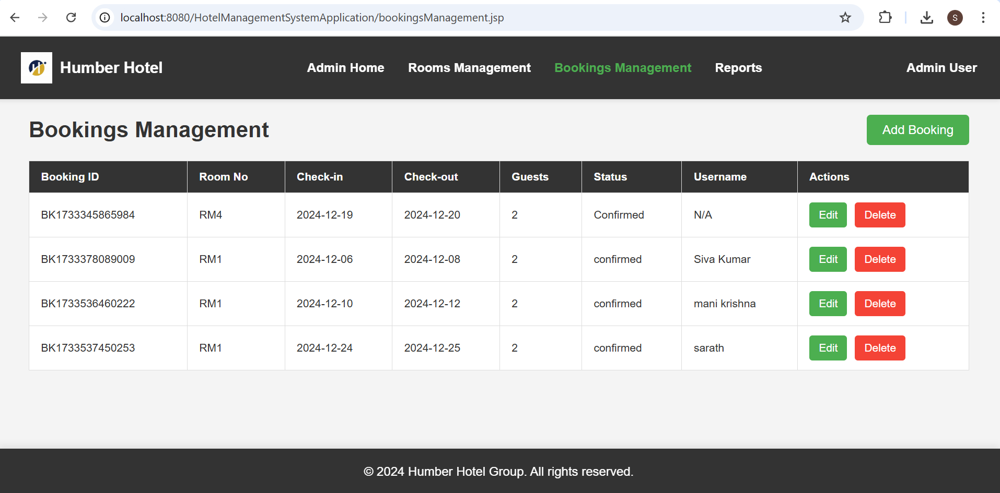 localhost:8080/HotelManagementSystemApplication/bookingsManagement.jsp
S
H
Humber Hotel Admin Home Rooms Management Bookings Management Reports Admin User
Bookings Management Add Booking
Booking ID Room No Check-in Check-out Guests Status Username Actions
BK1733345865984 RM4 2024-12-19 2024-12-20 2 Confirmed N/A Edit Delete
BK1733378089009 RM1 2024-12-06 2024-12-08 2 confirmed Siva Kumar Edit Delete
BK1733536460222 RM1 2024-12-10 2024-12-12 2 confirmed mani krishna Edit Delete
BK1733537450253 RM1 2024-12-24 2024-12-25 2 confirmed sarath Edit Delete
© 2024 Humber Hotel Group. All rights reserved.